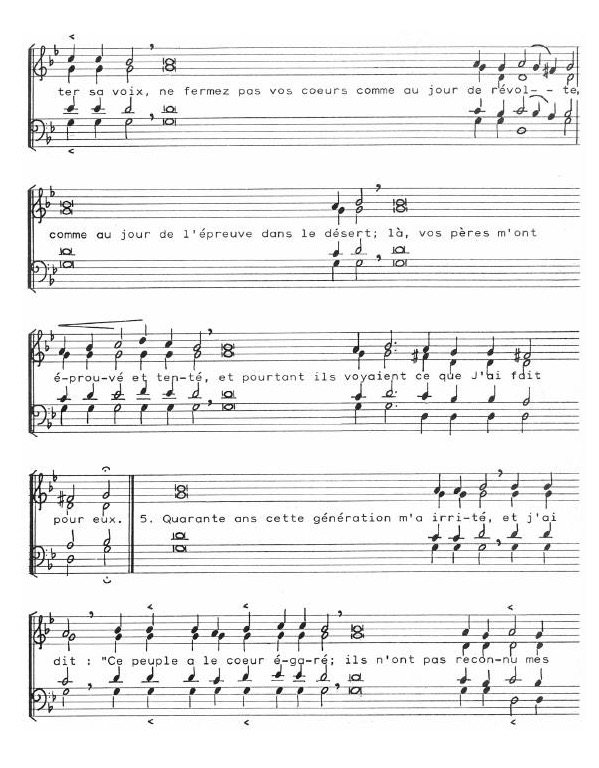 ter sa voix, ne fermez pas vos coeurs comme au jour de révol- - te,
comme au jour de l'épreuve dans le désert; là, vos pères m'ont
é-prou-vé et ten-té, et pourtant ils voyaient ce que J'ai fait
pour eux. 5. Quarante ans cette génération m'a irri-té, et j'ai
dit : "Ce peuple a le coeur é-ga-ré; ils n'ont pas recon-nu mes